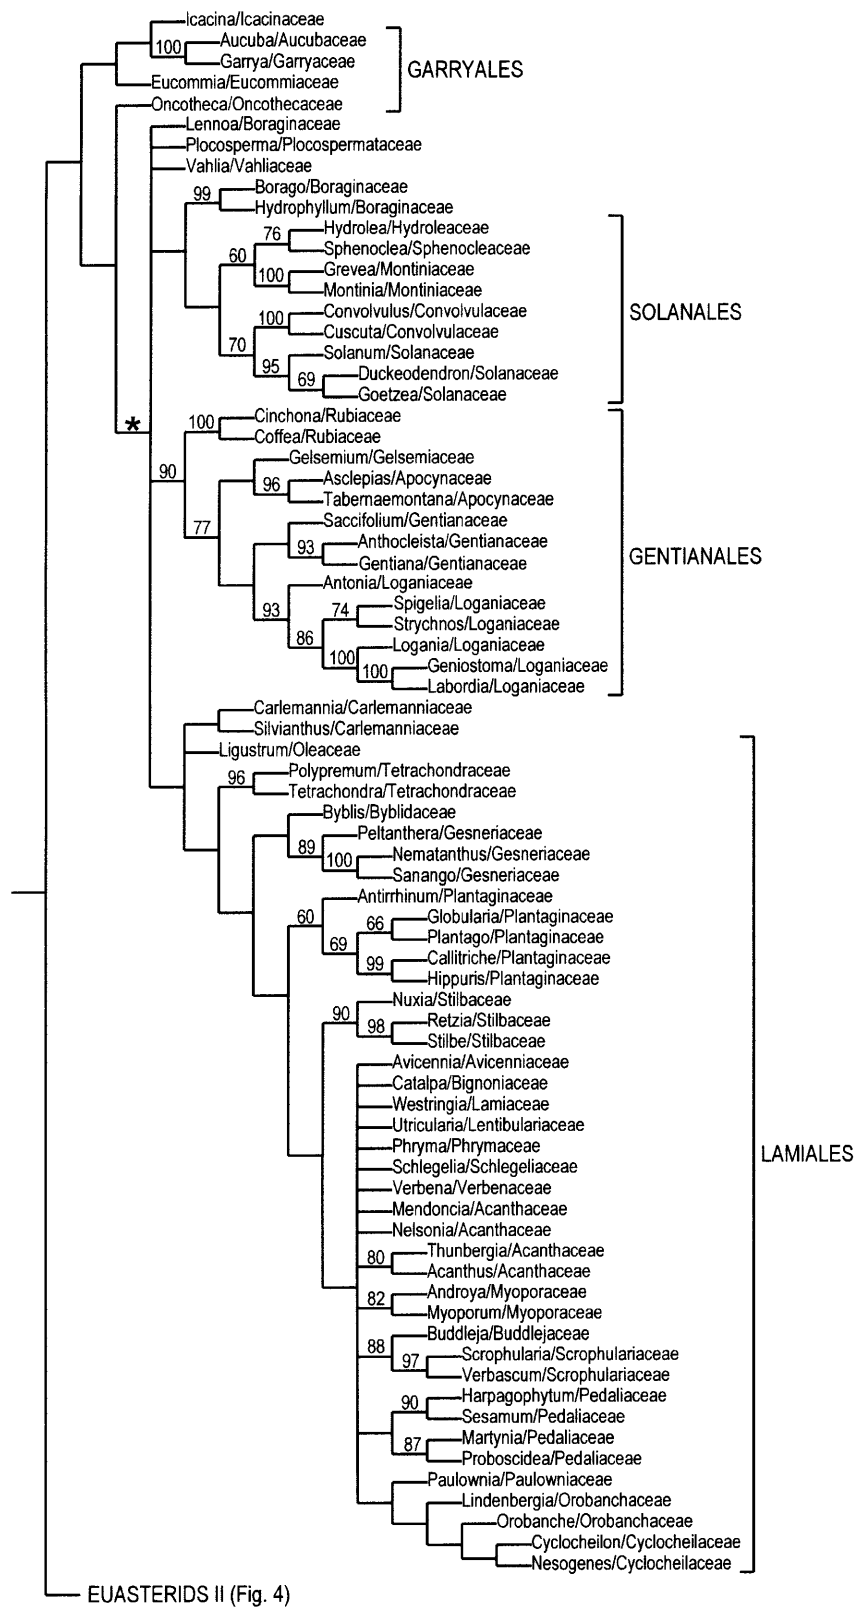 Icacina/Icacinaceae
100
Aucuba/Aucubaceae
Garrya/Garryaceae
GARRYALES
Eucommia/Eucommiaceae
Oncotheca/Oncothecaceae
Lennoa/Boraginaceae
Plocosperma/Plocospermataceae
Vahlia/Vahliaceae
99
Borago/Boraginaceae
Hydrophyllum/Boraginaceae
76
Hydrolea/Hydroleaceae
Sphenoclea/Sphenocleaceae
60
100
Grevea/Montiniaceae
Montinia/Montiniaceae
SOLANALES
100
Convolvulus/Convolvulaceae
Cuscuta/Convolvulaceae
70
Solanum/Solanaceae
95
69
Duckeodendron/Solanaceae
Goetzea/Solanaceae
*
100
Cinchona/Rubiaceae
Coffea/Rubiaceae
90
Gelsemium/Gelsemiaceae
96
Asclepias/Apocynaceae
Tabernaemontana/Apocynaceae
77
Saccifolium/Gentianaceae
93
Anthocleista/Gentianaceae
Gentiana/Gentianaceae
GENTIANALES
Antonia/Loganiaceae
93
74
Spigelia/Loganiaceae
Strychnos/Loganiaceae
86
Logania/Loganiaceae
100
100
Geniostoma/Loganiaceae
Labordia/Loganiaceae
Carlemannia/Carlemanniaceae
Silvianthus/Carlemanniaceae
Ligustrum/Oleaceae
96
Polypremum/Tetrachondraceae
Tetrachondra/Tetrachondraceae
Byblis/Byblidaceae
Peltanthera/Gesneriaceae
89
100
Nematanthus/Gesneriaceae
Sanango/Gesneriaceae
Antirrhinum/Plantaginaceae
60
66
Globularia/Plantaginaceae
Plantago/Plantaginaceae
69
99
Callitriche/Plantaginaceae
Hippuris/Plantaginaceae
Nuxia/Stilbaceae
90
98
Retzia/Stilbaceae
Stilbe/Stilbaceae
Avicennia/Avicenniaceae
Catalpa/Bignoniaceae
Westringia/Lamiaceae
Utricularia/Lentibulariaceae
Phryma/Phrymaceae
LAMIALES
Schlegelia/Schlegeliaceae
Verbena/Verbenaceae
Mendoncia/Acanthaceae
Nelsonia/Acanthaceae
80
Thunbergia/Acanthaceae
Acanthus/Acanthaceae
82
Androya/Myoporaceae
Myoporum/Myoporaceae
88
Buddleja/Buddlejaceae
97
Scrophularia/Scrophulariaceae
Verbascum/Scrophulariaceae
90
Harpagophytum/Pedaliaceae
Sesamum/Pedaliaceae
87
Martynia/Pedaliaceae
Proboscidea/Pedaliaceae
Paulownia/Paulowniaceae
Lindenbergia/Orobanchaceae
Orobanche/Orobanchaceae
Cyclocheilon/Cyclocheilaceae
Nesogenes/Cyclocheilaceae
EUASTERIDS II (Fig. 4)